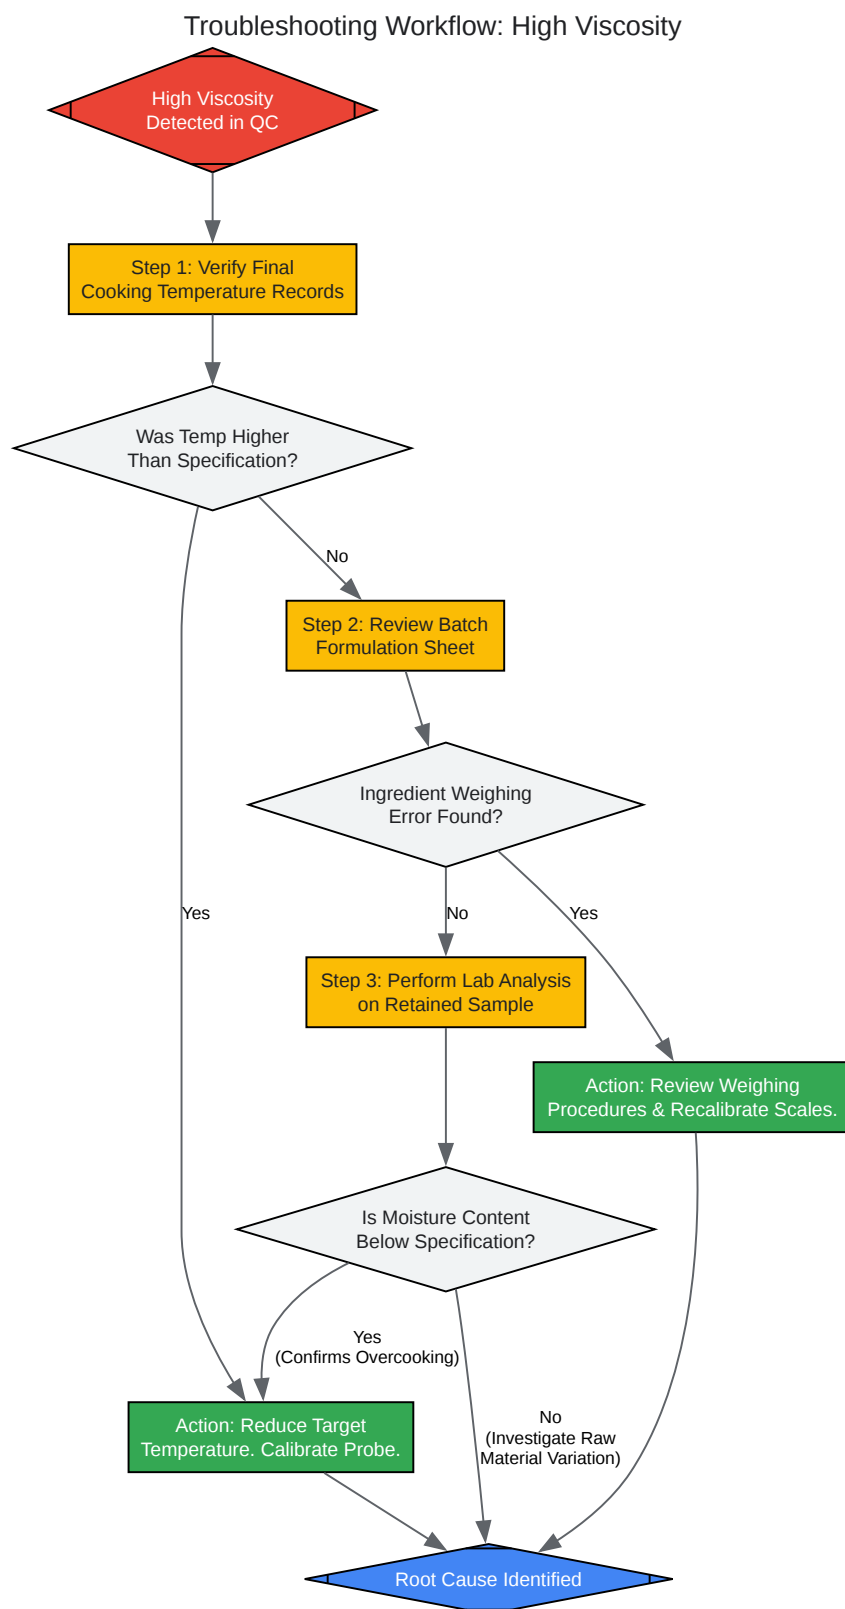 Troubleshooting Workflow: High Viscosity
High Viscosity
Detected in QC
Step 1: Verify Final
Cooking Temperature Records
Was Temp Higher
Than Specification?
No
Step 2: Review Batch
Formulation Sheet
Ingredient Weighing
Error Found?
Yes
No
Yes
Step 3: Perform Lab Analysis
on Retained Sample
Action: Review Weighing
Procedures & Recalibrate Scales.
Is Moisture Content
Below Specification?
Yes
(Confirms Overcooking)
No
(Investigate Raw
Material Variation)
Action: Reduce Target
Temperature. Calibrate Probe.
Root Cause Identified